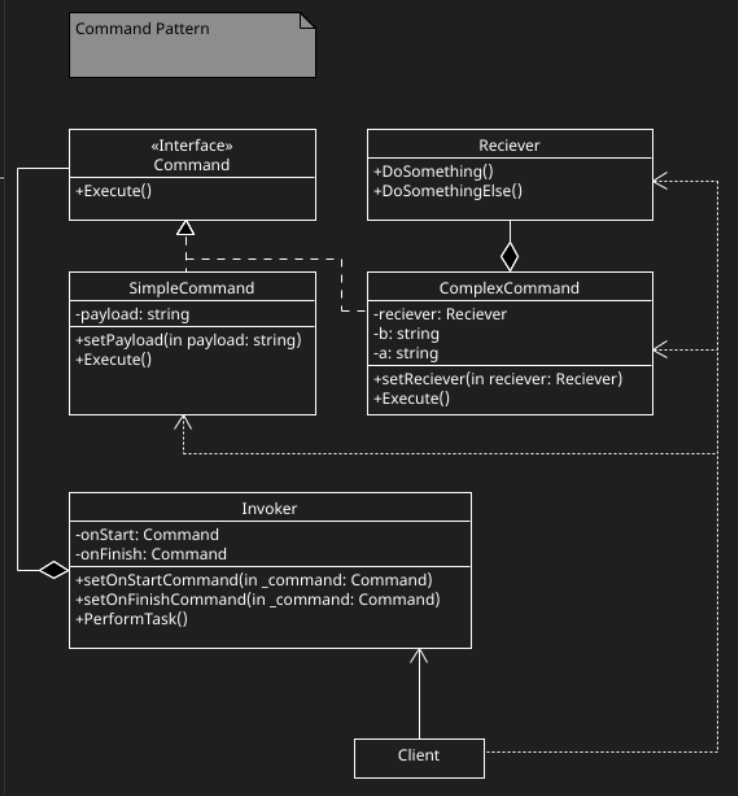 Command Pattern
«Interface»
Command
+Execute()
Reciever
+DoSomething()
+DoSomethingElse()
SimpleCommand
-payload: string
+setPayload(in payload: string)
+Execute()
ComplexCommand
-reciever: Reciever
-b: string
-a: string
+setReciever(in reciever: Reciever)
+Execute()
Invoker
-onStart: Command
-onFinish: Command
+setOnStartCommand(in _command: Command)
+setOnFinishCommand(in _command: Command)
+PerformTask()
Client